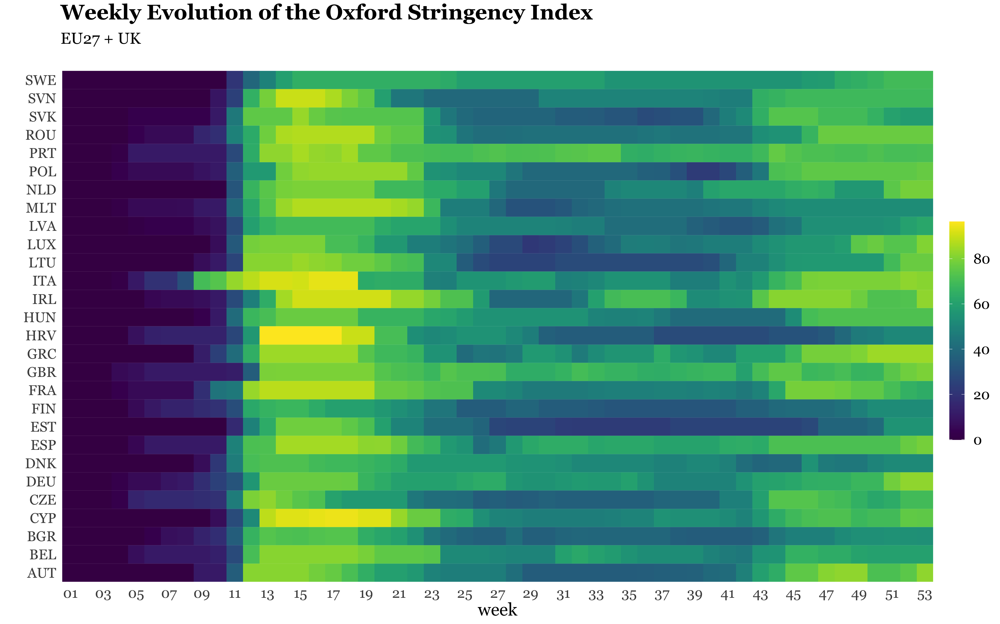 Weekly Evolution of the Oxford Stringency Index
EU27 + UK
SWE
SVN
SVK
ROU
PRT
POL
NLD
MLT
LVA
LUX
LTU
ITA
IRL
HUN
HRV
GRC
GBR
FRA
FIN
EST
ESP
DNK
DEU
CZE
CYP
BGR
BEL
AUT
80
60
40
20
0
01 03 05 07 09 11 13 15 17 19 21 23 25 27 29 31 33 35 37 39 41 43 45 47 49 51 53
week